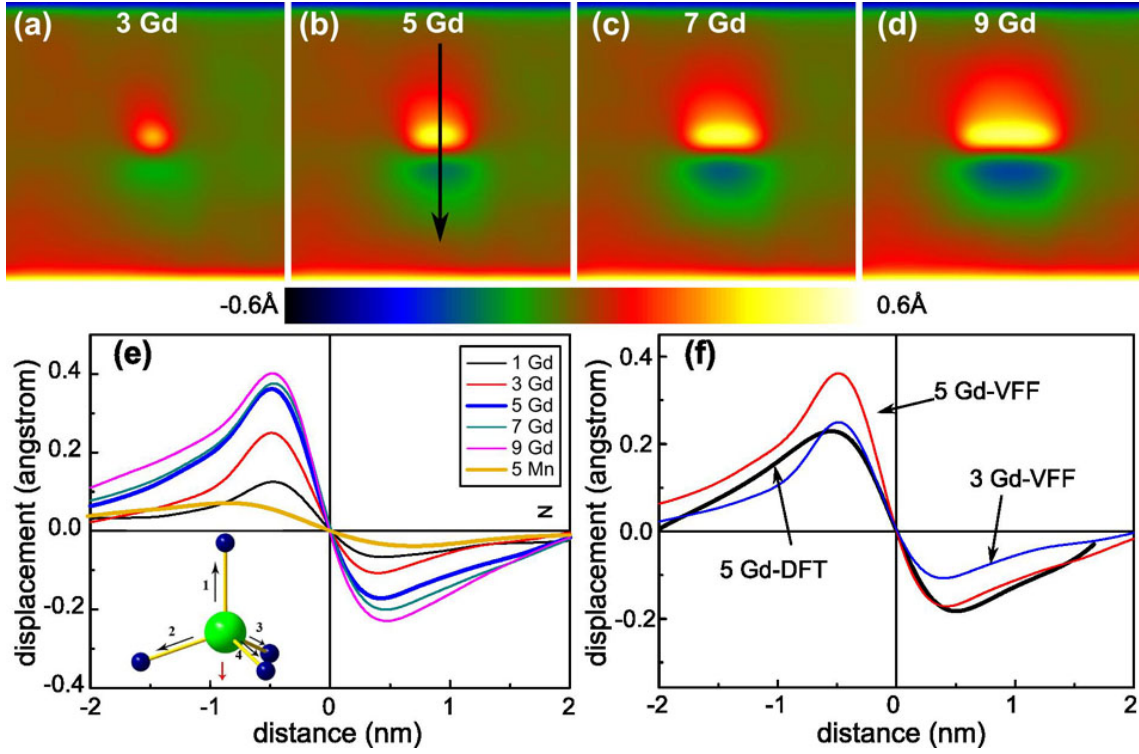 (a) 3 Gd (b) 5 Gd (c) 7 Gd (d) 9 Gd
-0.6Å 0.6Å
(e)
1 Gd
3 Gd
5 Gd
7 Gd
9 Gd
5 Mn
displacement (angstrom)
0.4
0.2
0.0
-0.2
-0.4
-2 -1 0 1 2
distance (nm)
N
1
2
3
4
(f)
5 Gd-VFF
3 Gd-VFF
5 Gd-DFT
displacement (angstrom)
0.4
0.2
0.0
-0.2
-2 -1 0 1 2
distance (nm)